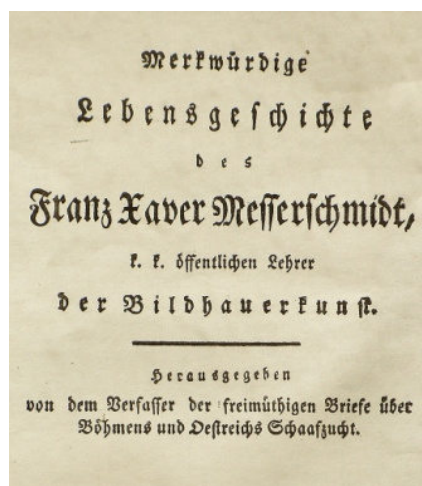 Merkwürdige
Lebensgeschichte
des
Franz Xaver Messerschmidt,
k. k. öffentlichen Lehrer
der Bildhauerkunst.
Herausgegeben
von dem Verfasser der freimüthigen Briefe über
Böhmens und Oestreichs Schaafzucht.